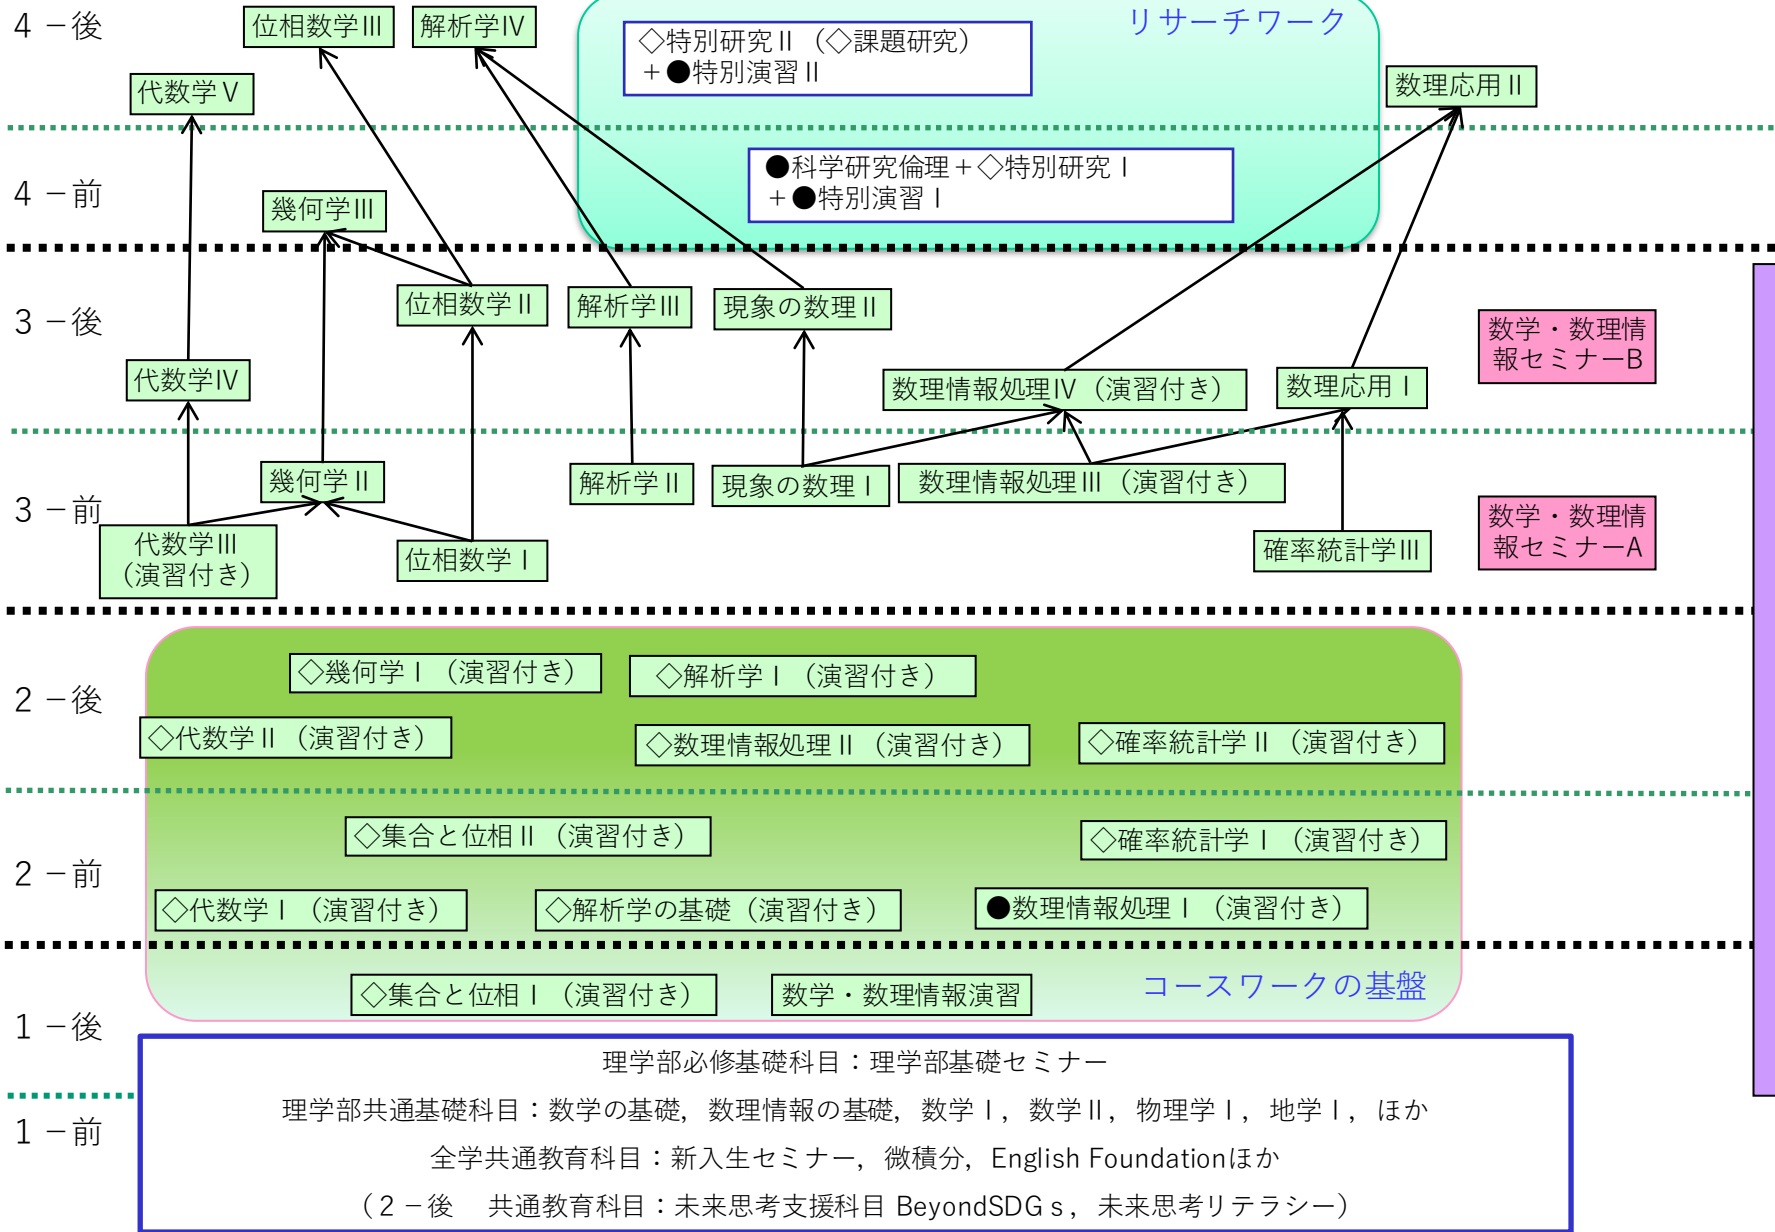 4－後
位相数学Ⅲ
解析学Ⅳ
リサーチワーク
◇特別研究Ⅱ（◇課題研究）
＋●特別演習Ⅱ
代数学Ⅴ
数理応用Ⅱ
4－前
●科学研究倫理＋◇特別研究Ⅰ
＋●特別演習Ⅰ
幾何学Ⅲ
3－後
位相数学Ⅱ
解析学Ⅲ
現象の数理Ⅱ
数学・数理情
報セミナーB
代数学Ⅳ
数理情報処理Ⅳ（演習付き）
数理応用Ⅰ
3－前
幾何学Ⅱ
解析学Ⅱ
現象の数理Ⅰ
数理情報処理Ⅲ（演習付き）
数学・数理情
報セミナーA
代数学Ⅲ
（演習付き）
位相数学Ⅰ
確率統計学Ⅲ
2－後
◇幾何学Ⅰ（演習付き）
◇解析学Ⅰ（演習付き）
◇代数学Ⅱ（演習付き）
◇数理情報処理Ⅱ（演習付き）
◇確率統計学Ⅱ（演習付き）
2－前
◇集合と位相Ⅱ（演習付き）
◇確率統計学Ⅰ（演習付き）
◇代数学Ⅰ（演習付き）
◇解析学の基礎（演習付き）
●数理情報処理Ⅰ（演習付き）
1－後
◇集合と位相Ⅰ（演習付き）
数学・数理情報演習
コースワークの基盤
1－前
理学部必修基礎科目：理学部基礎セミナー
理学部共通基礎科目：数学の基礎，数理情報の基礎，数学Ⅰ，数学Ⅱ，物理学Ⅰ，地学Ⅰ，ほか
全学共通教育科目：新入生セミナー，微積分，English Foundationほか
（2－後　共通教育科目：未来思考支援科目 BeyondSDGｓ，未来思考リテラシー）